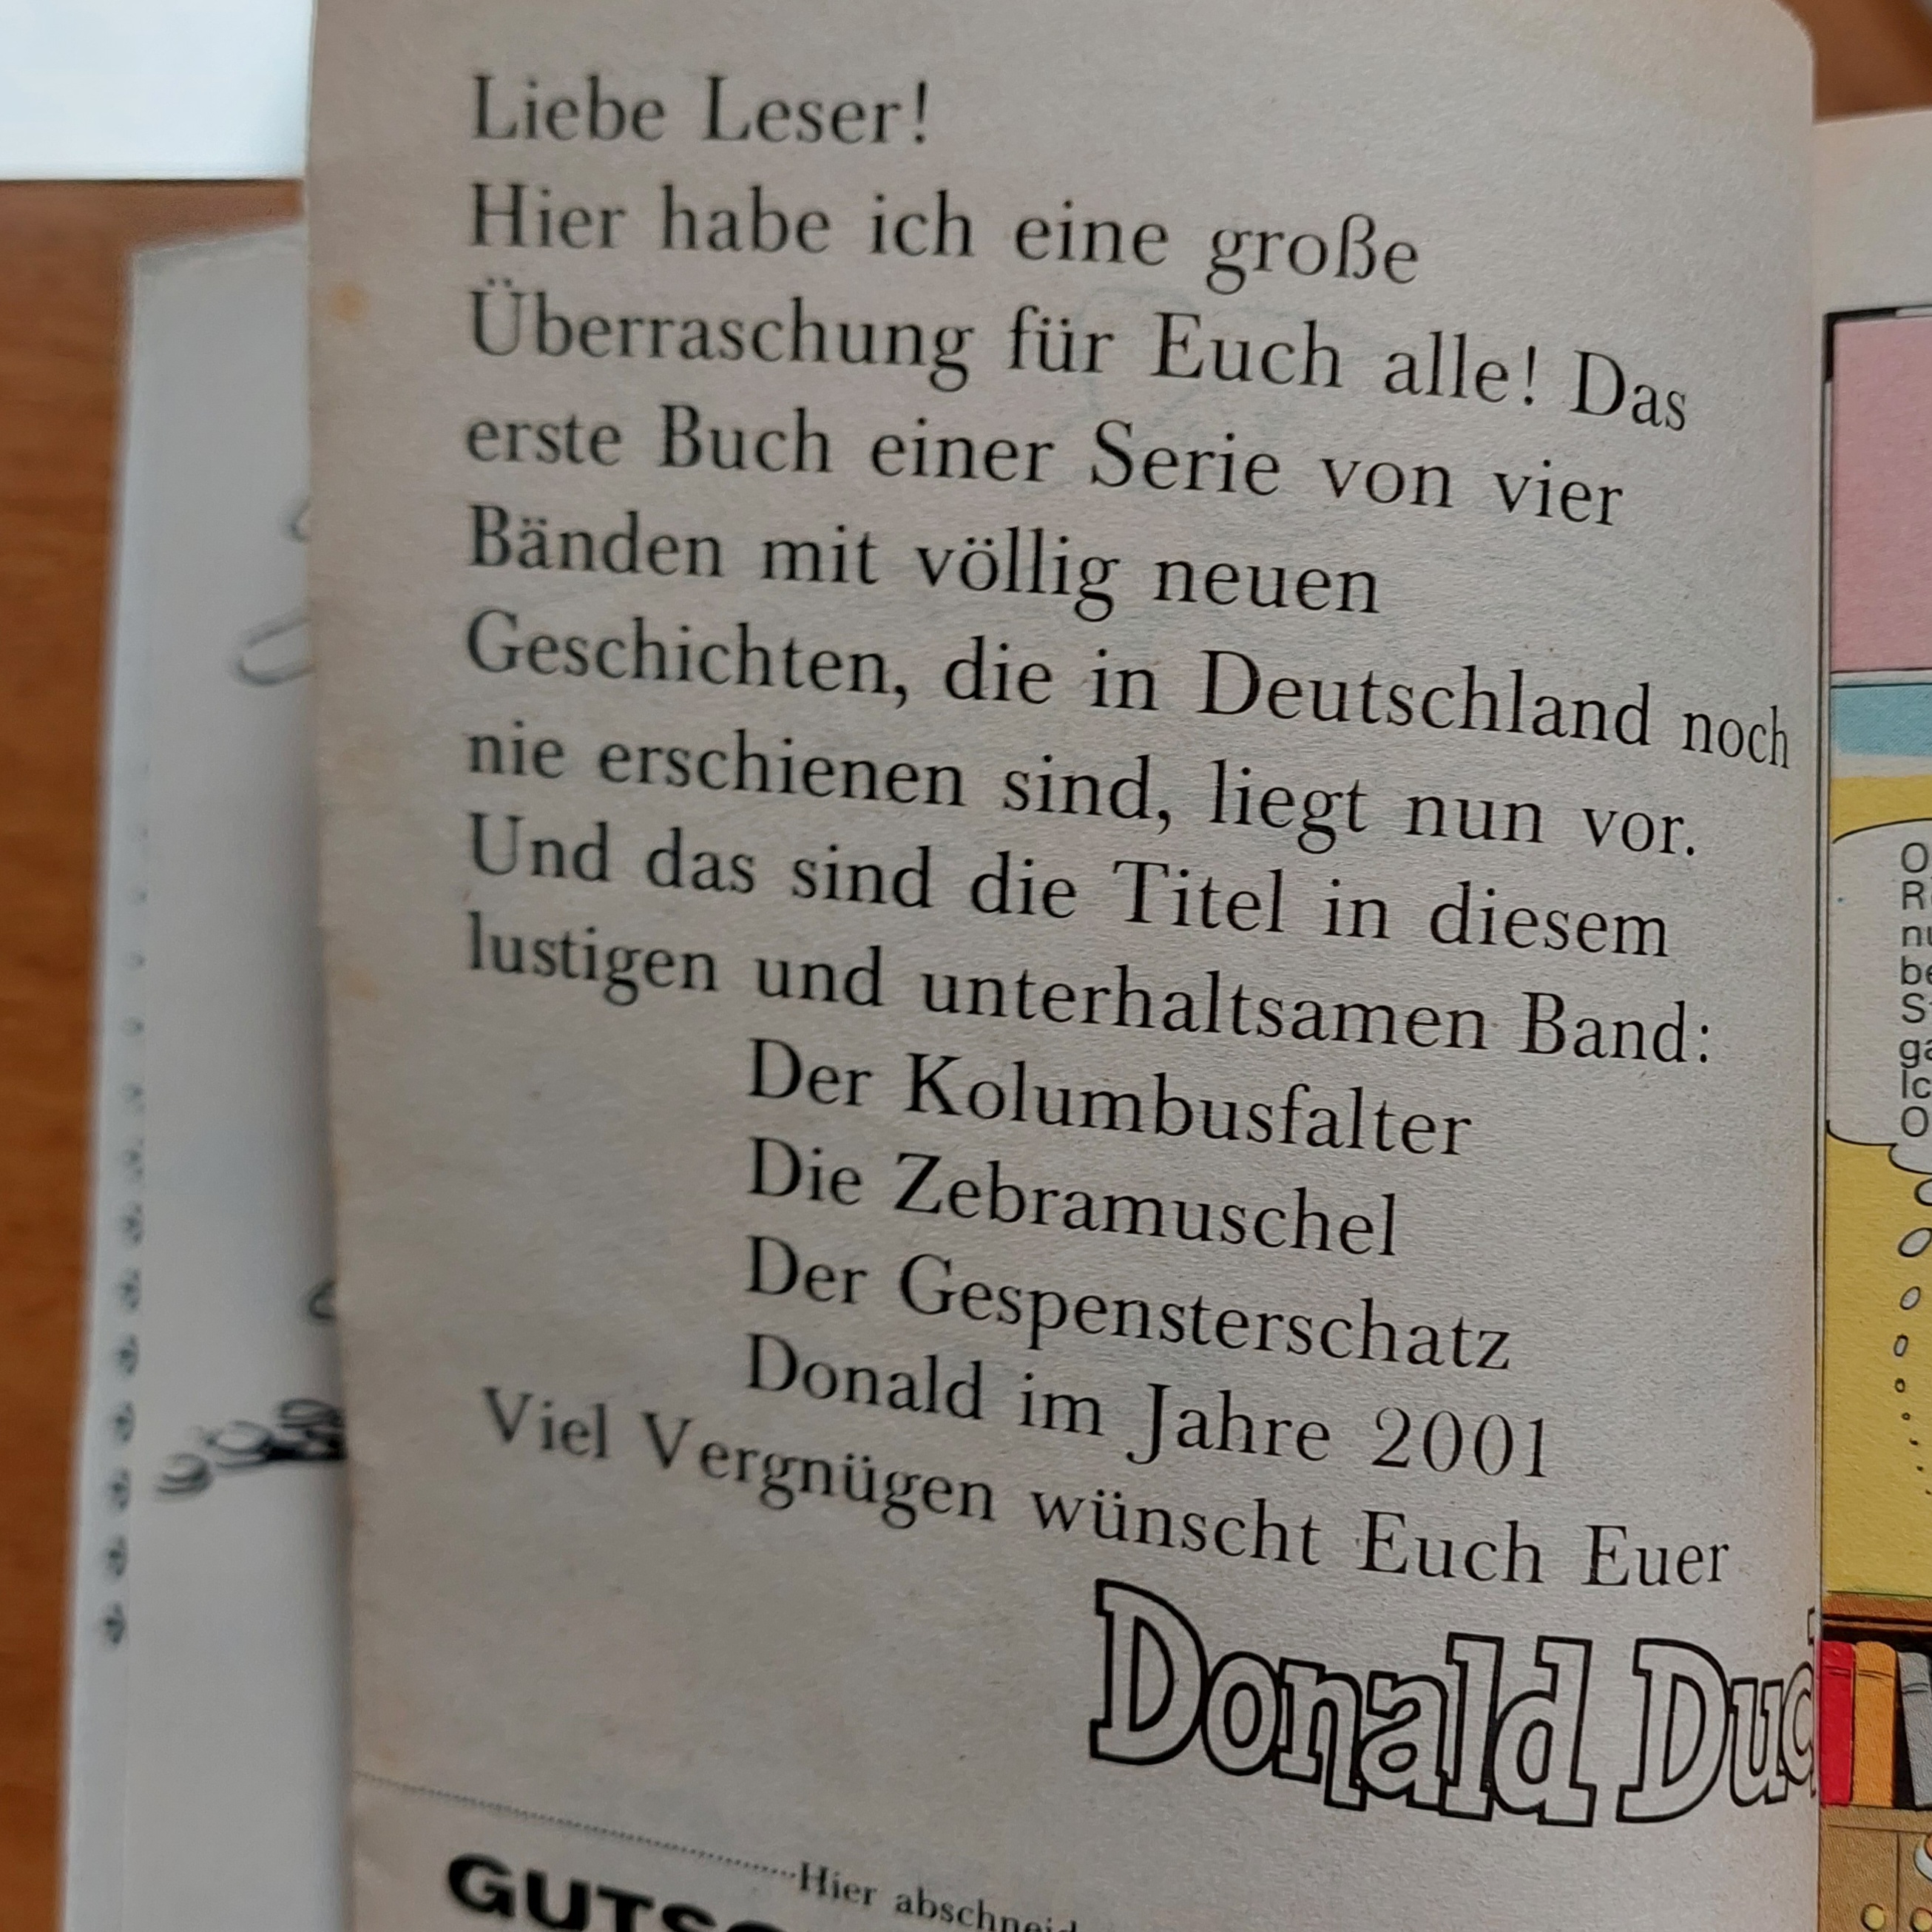 Liebe Leser!
Hier habe ich eine große
Überraschung für Euch alle! Das
erste Buch einer Serie von vier
Bänden mit völlig neuen
Geschichten, die in Deutschland noch
nie erschienen sind, liegt nun vor.
Und das sind die Titel in diesem
lustigen und unterhaltsamen Band:
Der Kolumbusfalter
Die Zebramuschel
Der Gespensterschatz
Donald im Jahre 2001
Viel Vergnügen wünscht Euch Euer
Donald Duc
Hier